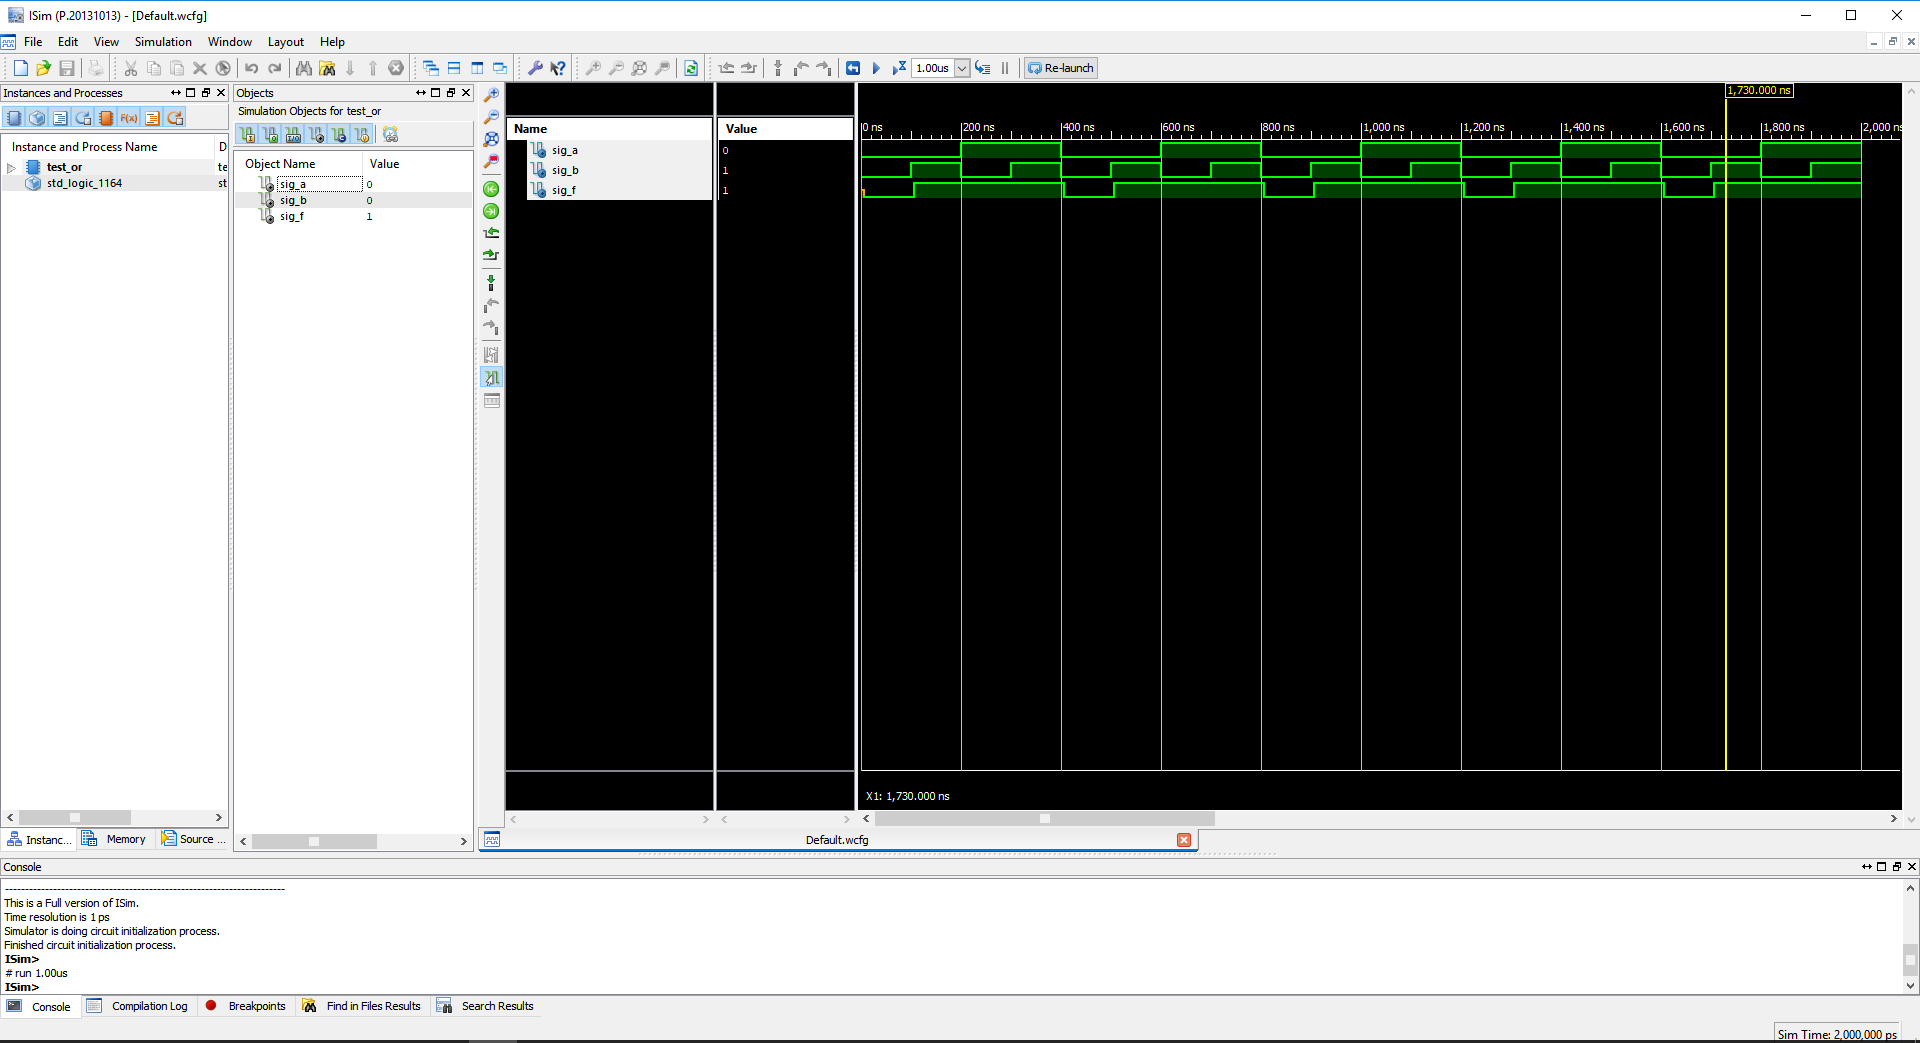 ISim (P.20131013) - [Default.wcfg]
File Edit View Simulation Window Layout Help
1.00us
Re-launch
Instances and Processes
Instance and Process Name D
test_or te
std_logic_1164 st
Instanc... Memory Source ...
Objects
Simulation Objects for test_or
Object Name Value
sig_a 0
sig_b 0
sig_f 1
Name Value
sig_a 0
sig_b 1
sig_f 1
1,730.000 ns
0 ns 200 ns 400 ns 600 ns 800 ns 1,000 ns 1,200 ns 1,400 ns 1,600 ns 1,800 ns 2,000 ns
X1: 1,730.000 ns
Default.wcfg
Console
------------------------------------------------------------------------
This is a Full version of ISim.
Time resolution is 1 ps
Simulator is doing circuit initialization process.
Finished circuit initialization process.
ISim>
# run 1.00us
ISim>
Console Compilation Log Breakpoints Find in Files Results Search Results
Sim Time: 2,000,000 ps